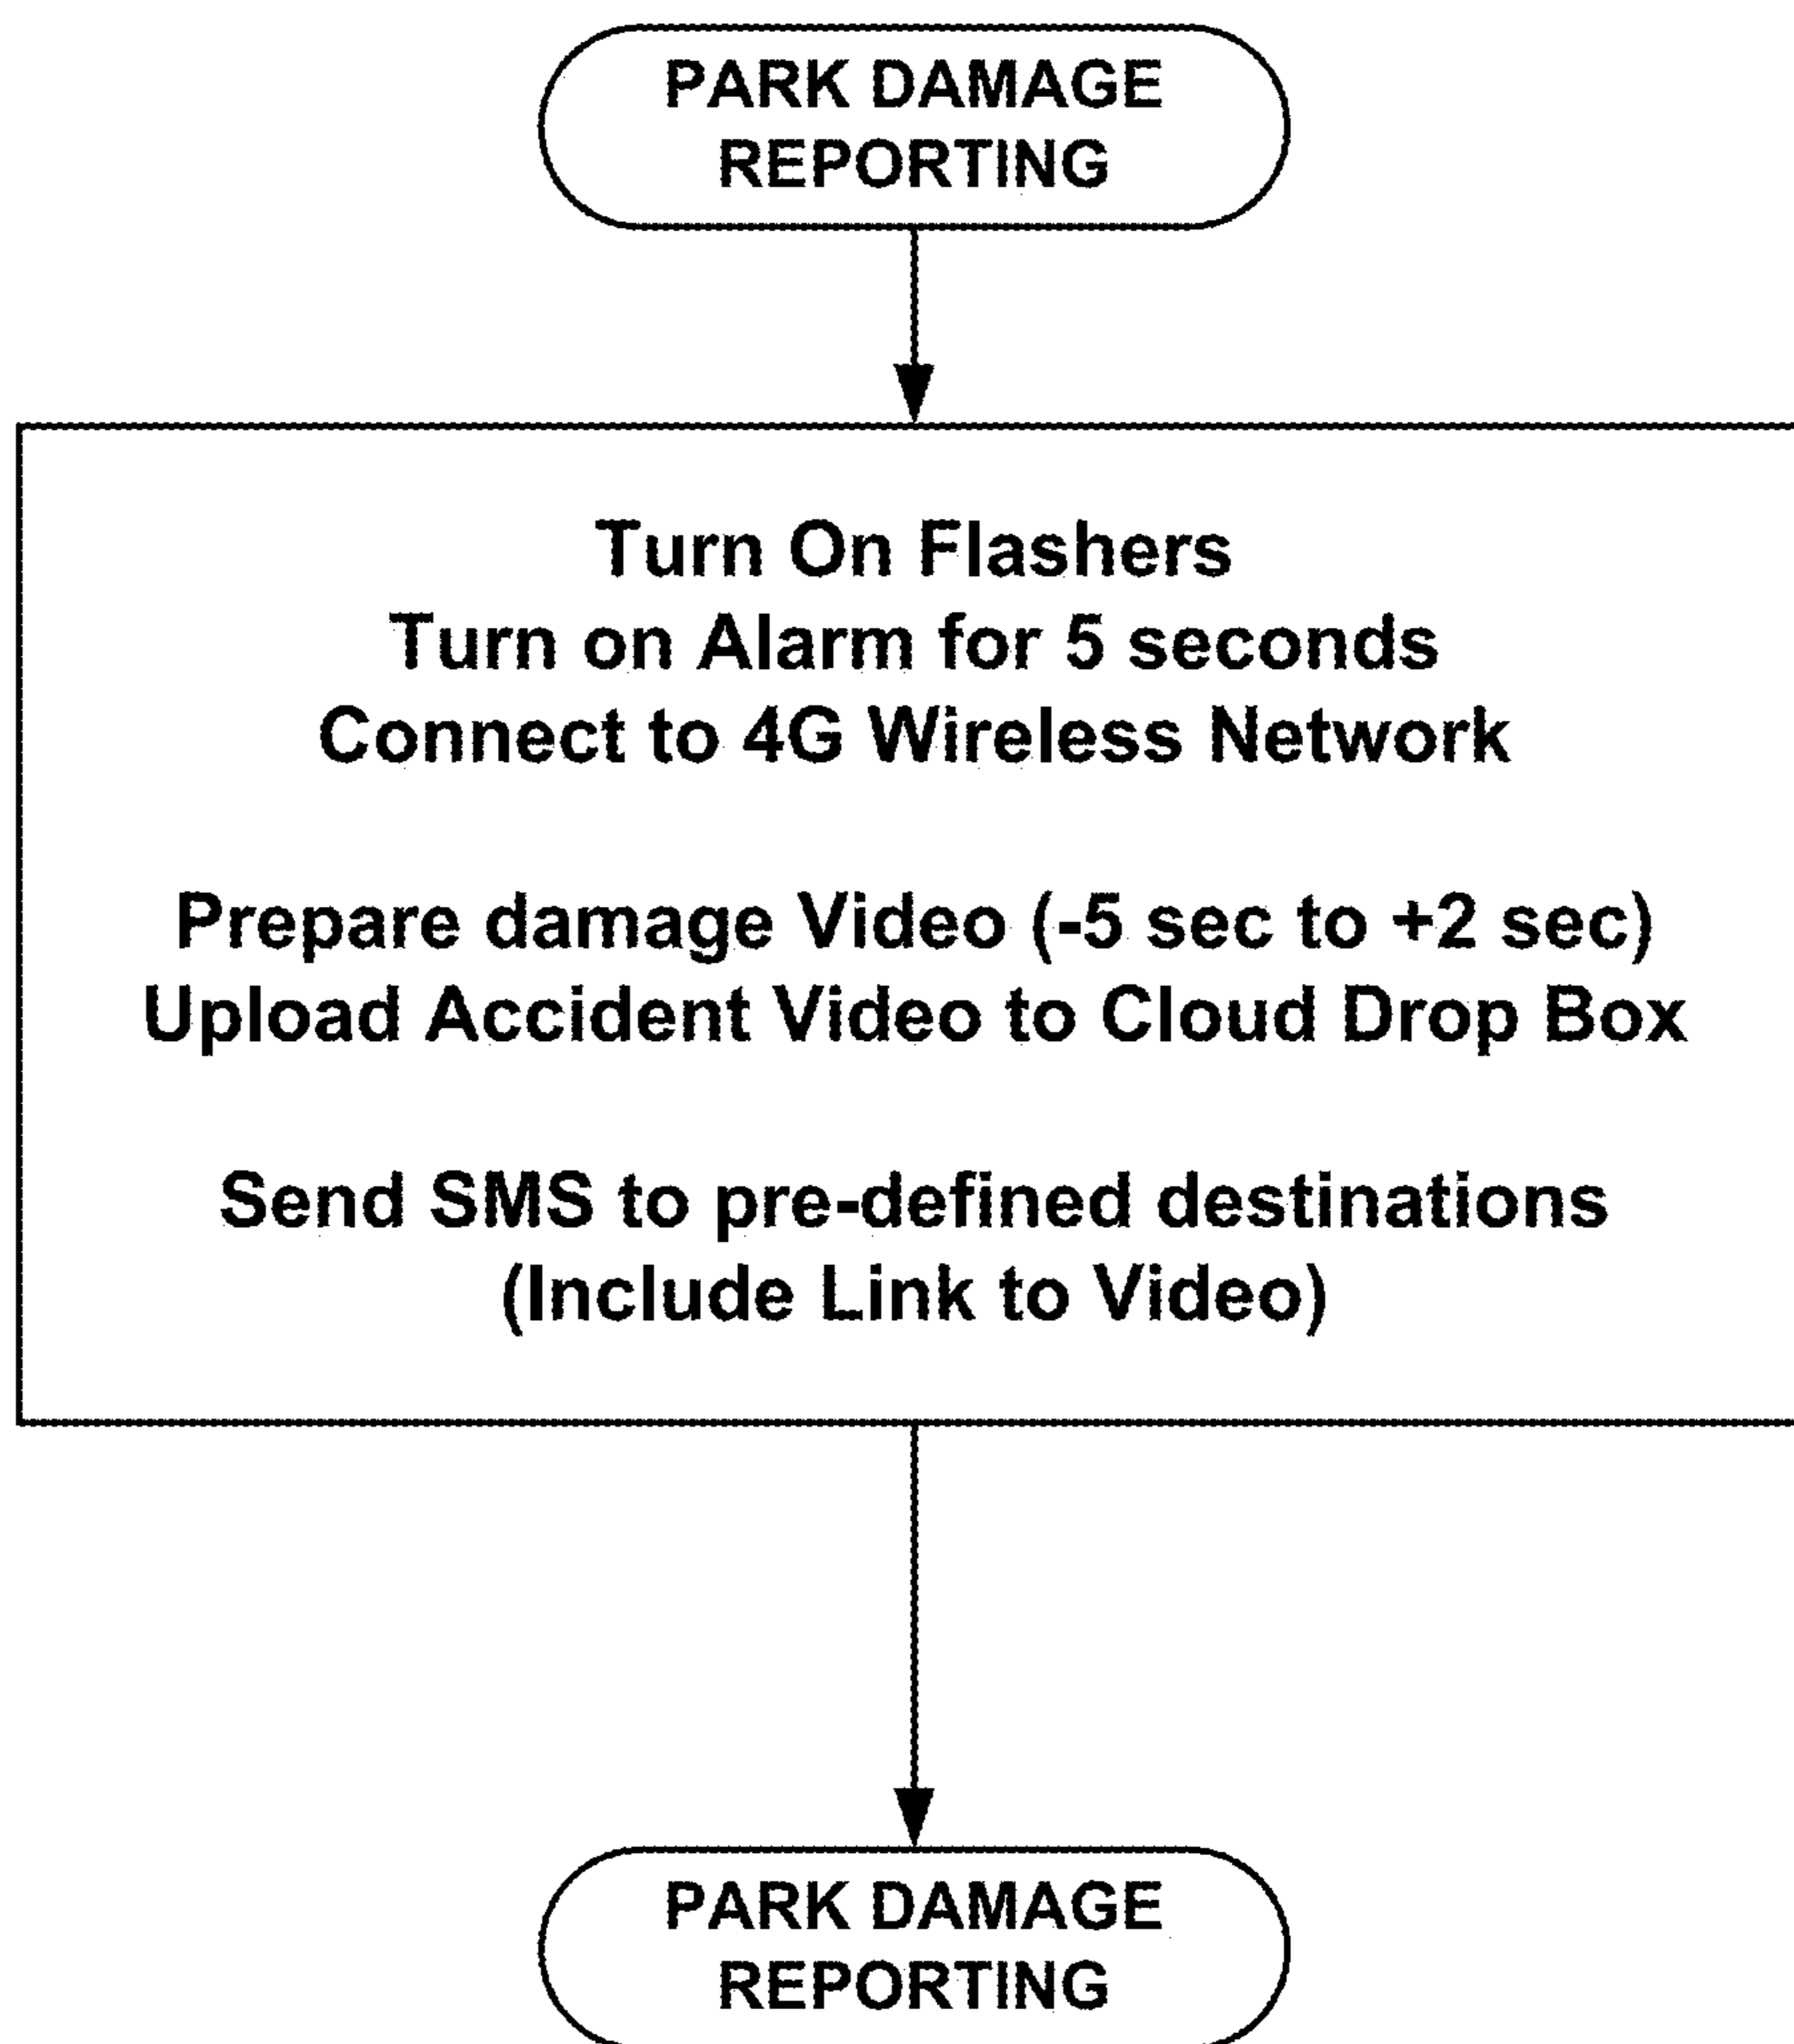 PARK DAMAGE
REPORTING
Turn On Flashers
Turn on Alarm for 5 seconds
Connect to 4G Wireless Network
Prepare damage Video (-5 sec to +2 sec)
Upload Accident Video to Cloud Drop Box
Send SMS to pre-defined destinations
(Include Link to Video)
PARK DAMAGE
REPORTING